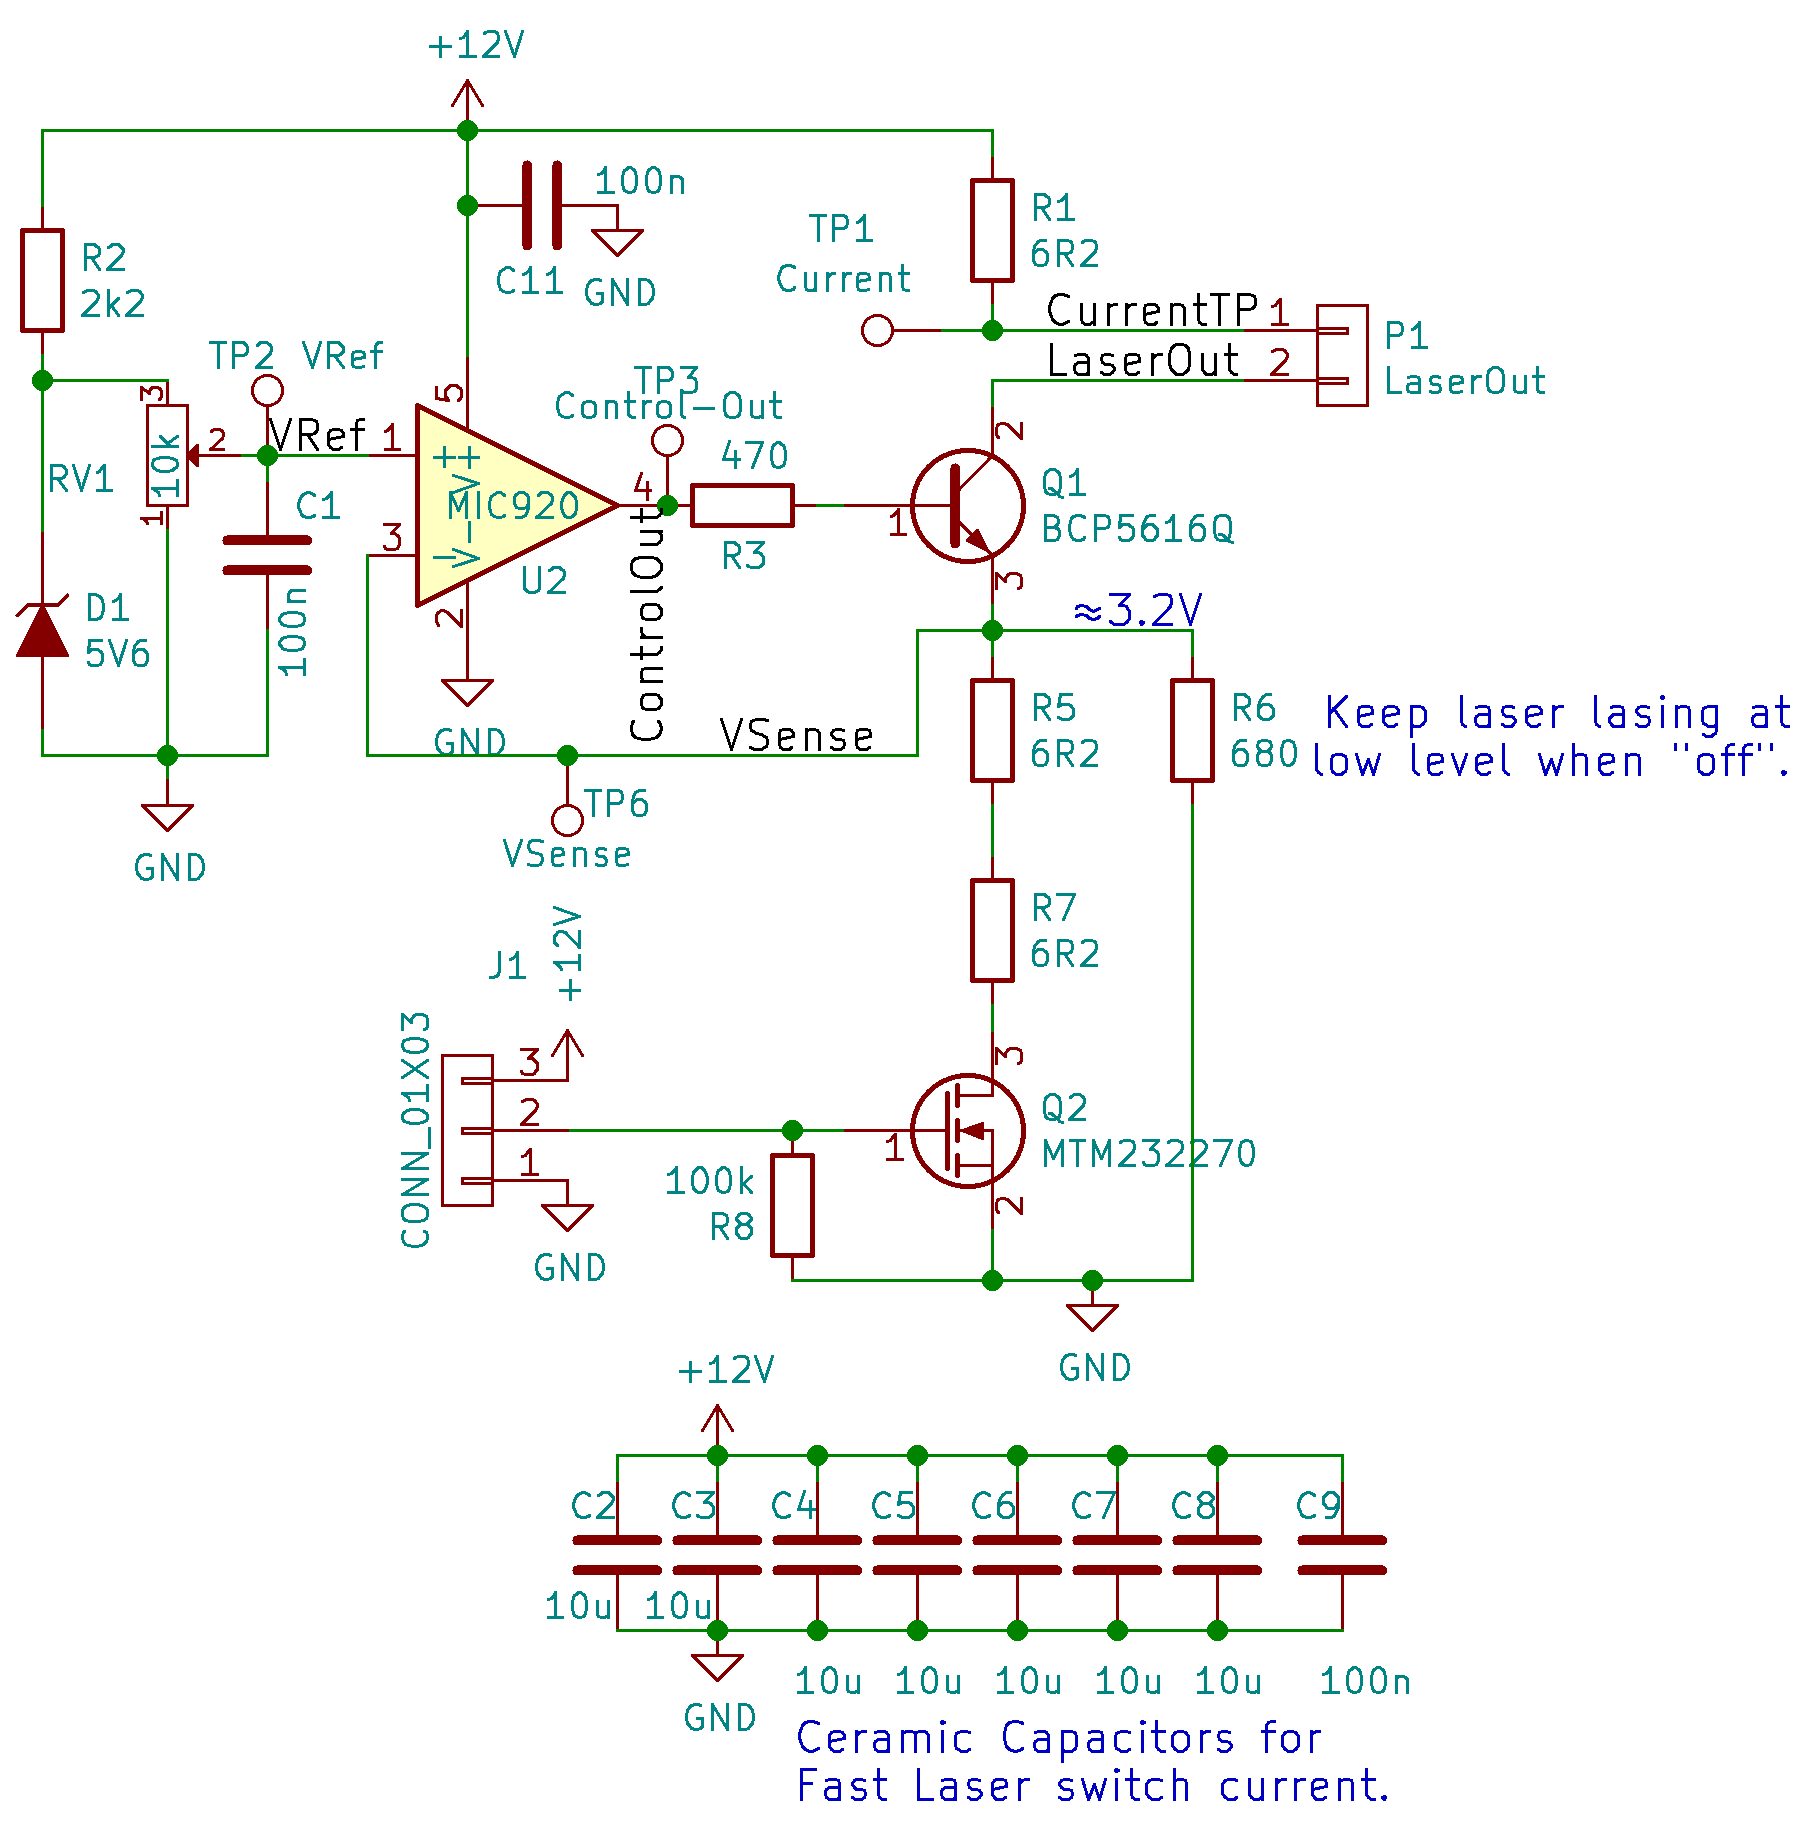 +12V
100n
C11
GND
R1
6R2
TP1
Current
CurrentTP
1
LaserOut
2
P1
LaserOut
R2
2k2
TP2 VRef
3
RV1
10k
2
1
VRef
1
C1
100n
5
V+
+
MIC920
V-
-
3
2
U2
GND
TP3
Control-Out
4
ControlOut
470
R3
2
1
Q1
BCP5616Q
3
≈3.2V
D1
5V6
GND
VSense
TP6
VSense
R5
6R2
R6
680
Keep laser lasing at
low level when "off".
R7
6R2
J1
+12V
CONN_01X03
3
2
1
GND
100k
R8
3
1
Q2
MTM232270
2
GND
+12V
C2
C3
C4
C5
C6
C7
C8
C9
10u
10u
10u
10u
10u
10u
10u
100n
GND
Ceramic Capacitors for
Fast Laser switch current.